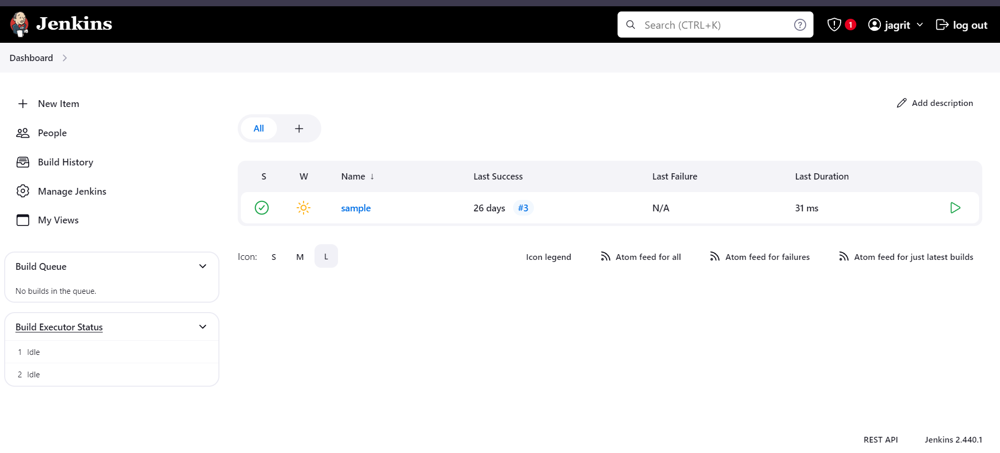 Jenkins
Search (CTRL+K)
1
jagrit
log out
Dashboard
New Item
People
Build History
Manage Jenkins
My Views
Build Queue
No builds in the queue.
Build Executor Status
1 Idle
2 Idle
Add description
All
S W Name ↓ Last Success Last Failure Last Duration
sample 26 days #3 N/A 31 ms
Icon: S M L
Icon legend
Atom feed for all
Atom feed for failures
Atom feed for just latest builds
REST API
Jenkins 2.440.1